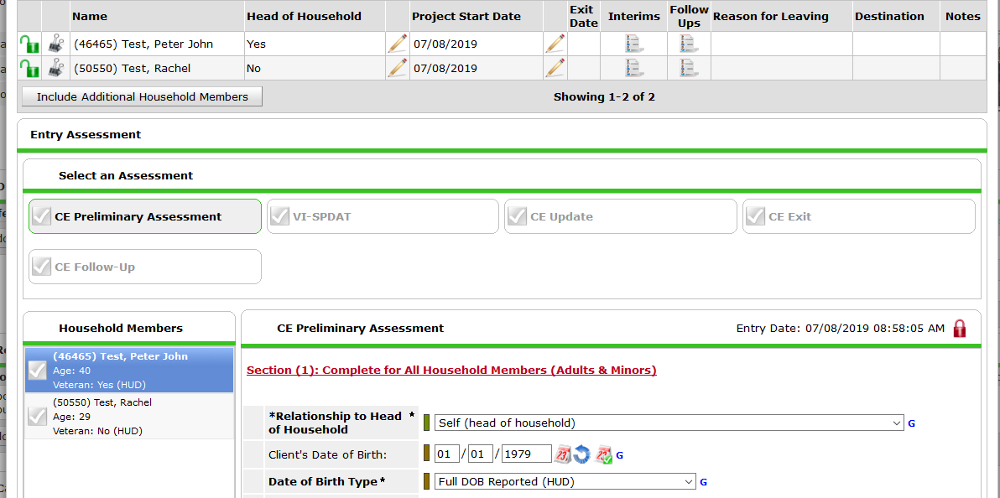 Name Head of Household Project Start Date Exit Date Interims Follow Ups Reason for Leaving Destination Notes
(46465) Test, Peter John Yes 07/08/2019
(50550) Test, Rachel No 07/08/2019
Include Additional Household Members Showing 1-2 of 2
Entry Assessment
Select an Assessment
CE Preliminary Assessment VI-SPDAT CE Update CE Exit
CE Follow-Up
Household Members
(46465) Test, Peter John
Age: 40
Veteran: Yes (HUD)
(50550) Test, Rachel
Age: 29
Veteran: No (HUD)
CE Preliminary Assessment Entry Date: 07/08/2019 08:58:05 AM
Section (1): Complete for All Household Members (Adults & Minors)
*Relationship to Head *
of Household
Self (head of household) G
Client's Date of Birth: 01 / 01 / 1979 23 G
Date of Birth Type * Full DOB Reported (HUD) G